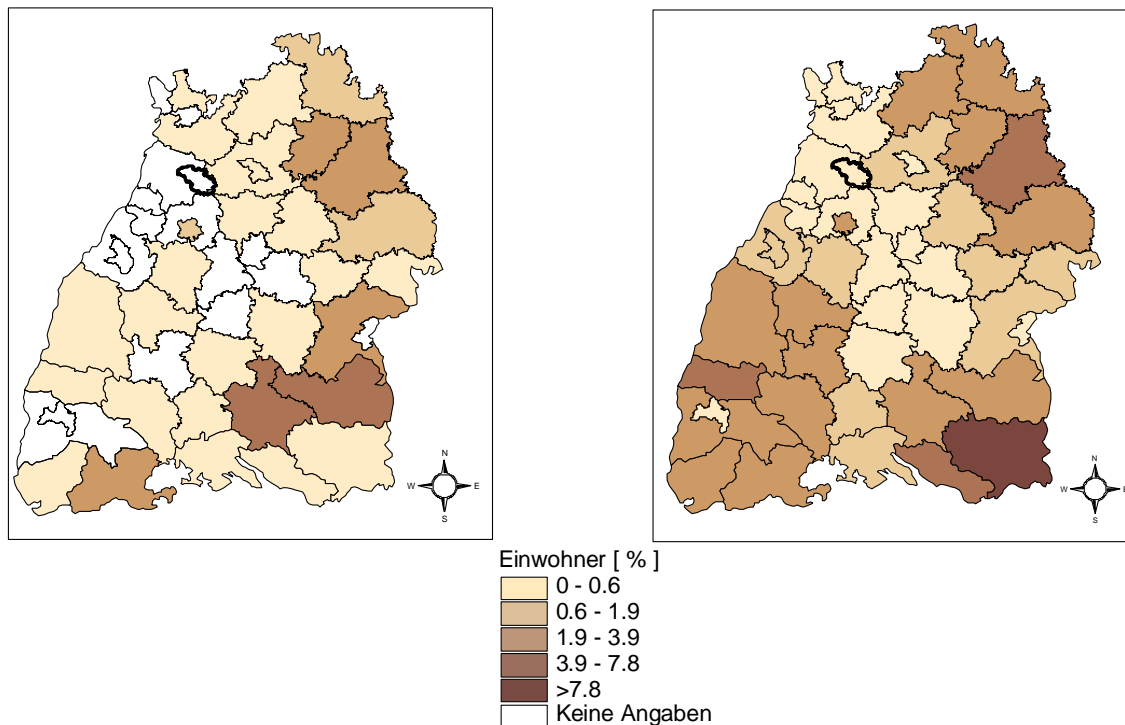 N
W E
S
N
W E
S
Einwohner [ % ]
0 - 0.6
0.6 - 1.9
1.9 - 3.9
3.9 - 7.8
>7.8
Keine Angaben